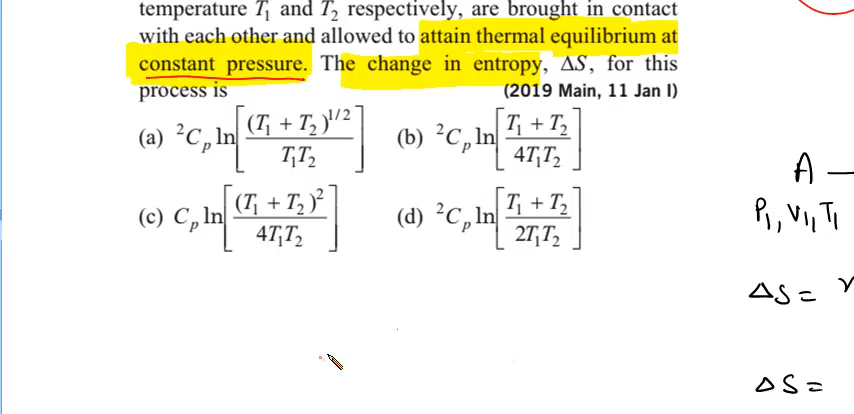 temperature T₁ and T₂ respectively, are brought in contact
with each other and allowed to attain thermal equilibrium at
constant pressure. The change in entropy, ΔS, for this
process is (2019 Main, 11 Jan I)
(a) ²Cₚ ln[(T₁ + T₂)^1/2 / T₁T₂] (b) ²Cₚ ln[T₁ + T₂ / 4T₁T₂]
(c) Cₚ ln[(T₁ + T₂)² / 4T₁T₂] (d) ²Cₚ ln[T₁ + T₂ / 2T₁T₂]
A —
P₁, V₁, T₁
ΔS =
ΔS =